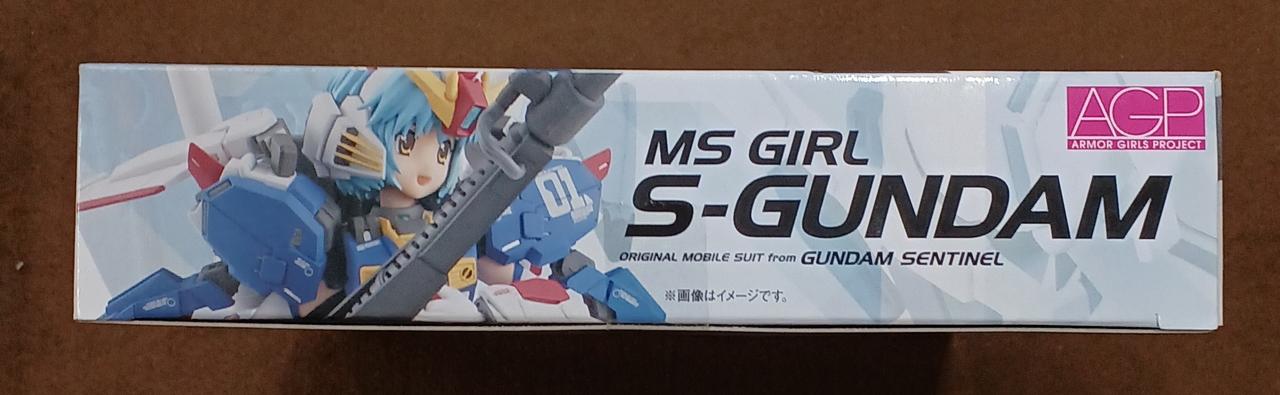 AGP
ARMOR GIRLS PROJECT
MS GIRL
S-GUNDAM
ORIGINAL MOBILE SUIT from GUNDAM SENTINEL
※画像はイメージです。
01